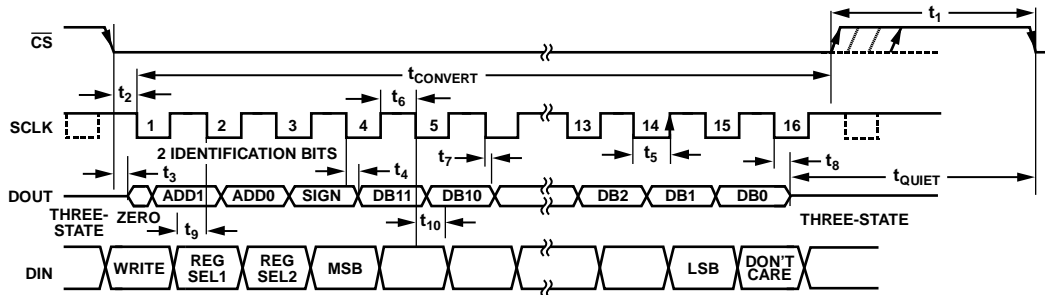 t1
CS
tCONVERT
t2
t6
SCLK
1 2 3 4 5 13 14 15 16
2 IDENTIFICATION BITS
t7
t5
t8
t3
t4
tQUIET
DOUT
ZERO ADD1 ADD0 SIGN DB11 DB10 DB2 DB1 DB0
THREE-
STATE
t9
t10
THREE-STATE
DIN
WRITE
REG
SEL1
REG
SEL2
MSB
LSB
DON'T
CARE